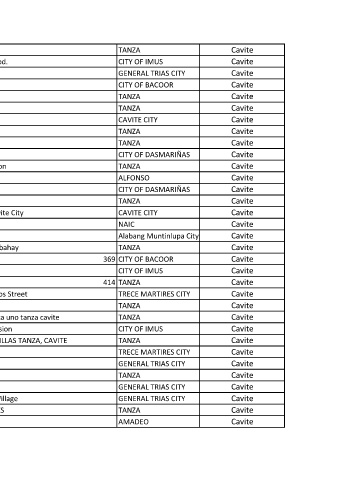 TANZA Cavite
od. CITY OF IMUS Cavite
GENERAL TRIAS CITY Cavite
CITY OF BACOOR Cavite
TANZA Cavite
TANZA Cavite
CAVITE CITY Cavite
TANZA Cavite
TANZA Cavite
CITY OF DASMARIÑAS Cavite
on TANZA Cavite
ALFONSO Cavite
CITY OF DASMARIÑAS Cavite
TANZA Cavite
ite City CAVITE CITY Cavite
NAIC Cavite
Alabang Muntinlupa City Cavite
bahay TANZA Cavite
369 CITY OF BACOOR Cavite
CITY OF IMUS Cavite
414 TANZA Cavite
os Street TRECE MARTIRES CITY Cavite
TANZA Cavite
a uno tanza cavite TANZA Cavite
sion CITY OF IMUS Cavite
ILLAS TANZA, CAVITE TANZA Cavite
TRECE MARTIRES CITY Cavite
GENERAL TRIAS CITY Cavite
TANZA Cavite
GENERAL TRIAS CITY Cavite
illage GENERAL TRIAS CITY Cavite
S TANZA Cavite
AMADEO Cavite